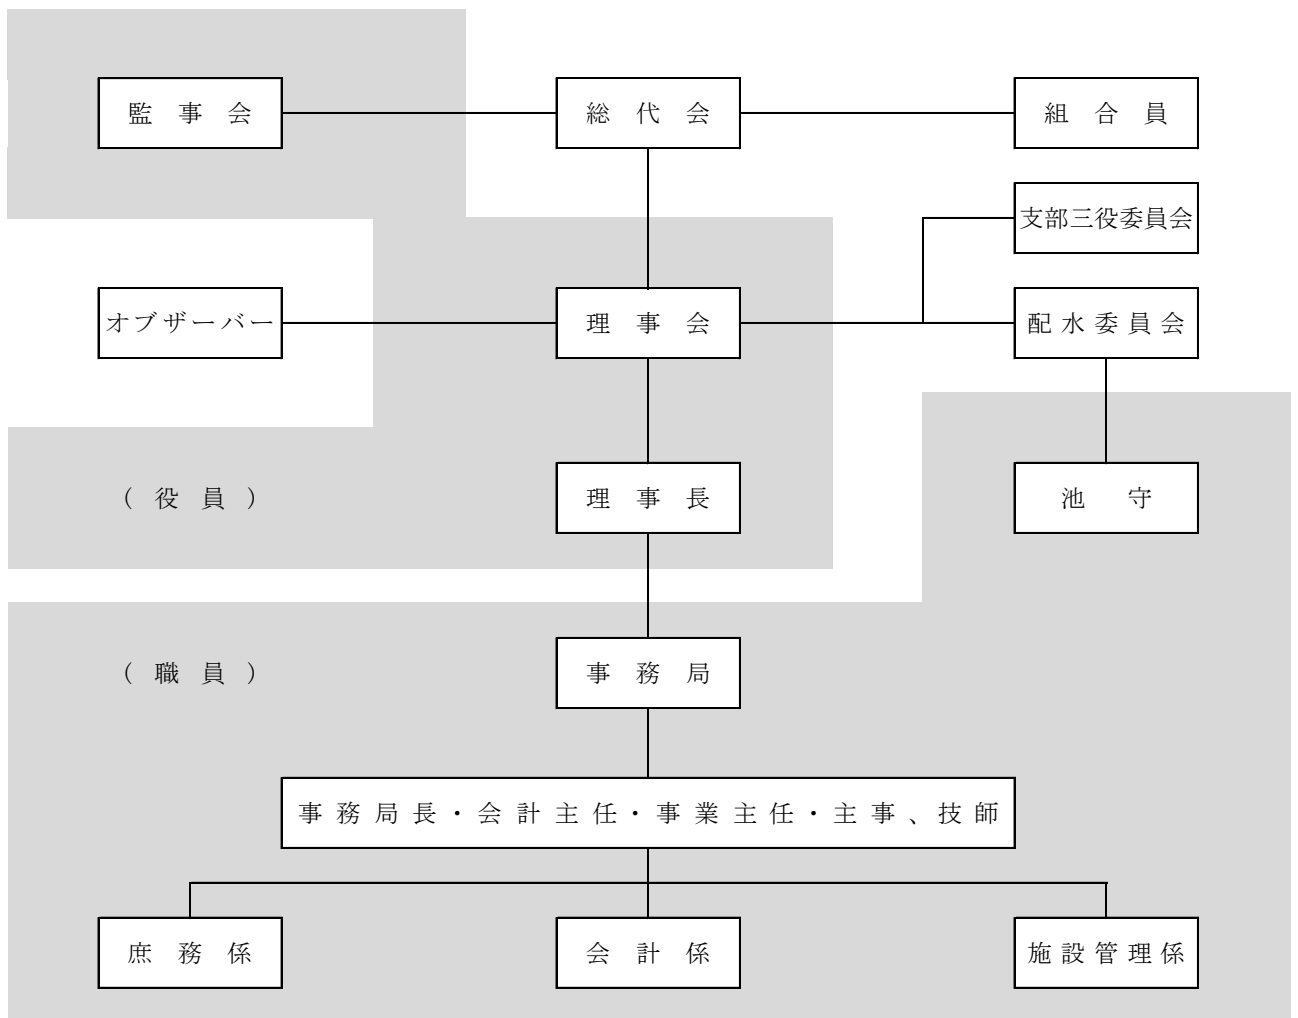 監事会
総代会
組合員
支部三役委員会
オブザーバー
理事会
配水委員会
(役員)
理事長
池守
(職員)
事務局
事務局長・会計主任・事業主任・主事、技師
庶務係
会計係
施設管理係